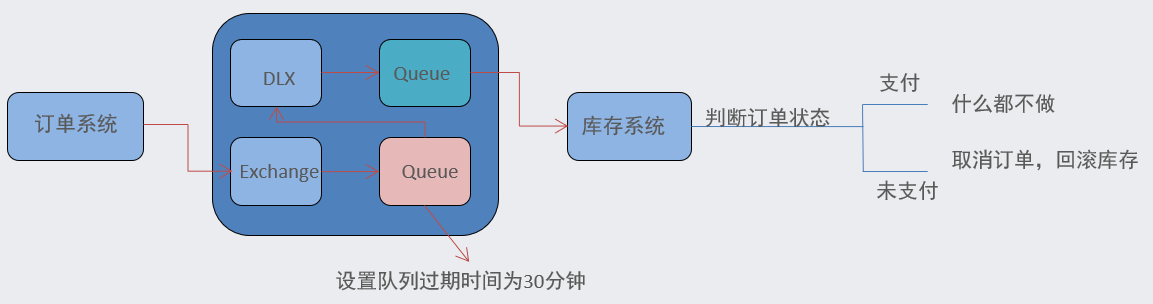 订单系统
DLX
Queue
Exchange
Queue
设置队列过期时间为30分钟
库存系统
判断订单状态
支付
什么都不做
未支付
取消订单，回滚库存